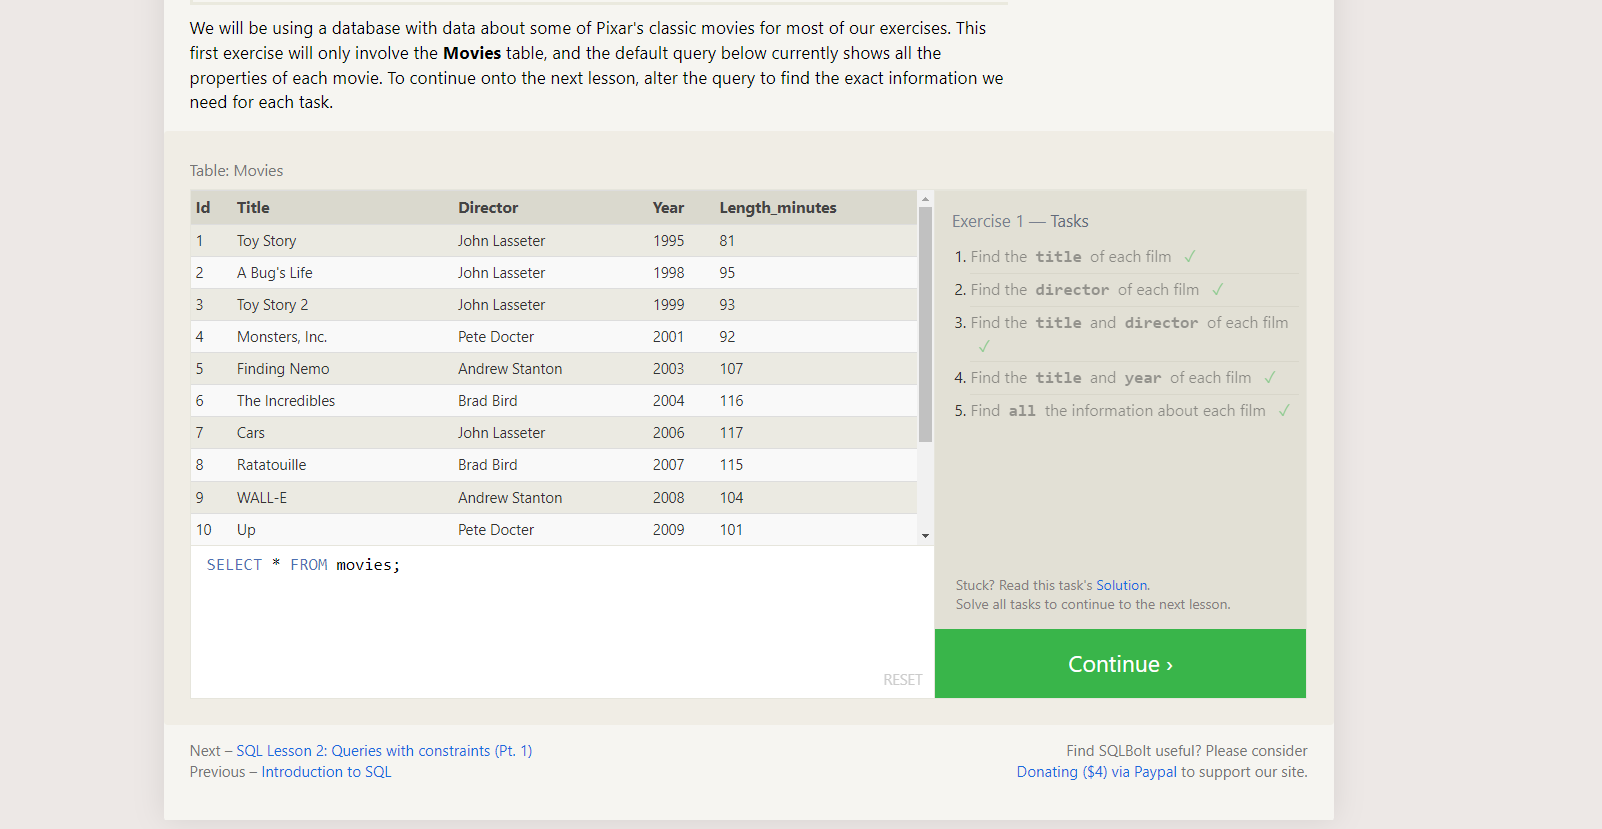 We will be using a database with data about some of Pixar's classic movies for most of our exercises. This
first exercise will only involve the Movies table, and the default query below currently shows all the
properties of each movie. To continue onto the next lesson, alter the query to find the exact information we
need for each task.
Table: Movies
Id Title Director Year Length_minutes
1 Toy Story John Lasseter 1995 81
2 A Bug's Life John Lasseter 1998 95
3 Toy Story 2 John Lasseter 1999 93
4 Monsters, Inc. Pete Docter 2001 92
5 Finding Nemo Andrew Stanton 2003 107
6 The Incredibles Brad Bird 2004 116
7 Cars John Lasseter 2006 117
8 Ratatouille Brad Bird 2007 115
9 WALL-E Andrew Stanton 2008 104
10 Up Pete Docter 2009 101
SELECT * FROM movies;
RESET
Exercise 1 — Tasks
1. Find the title of each film ✓
2. Find the director of each film ✓
3. Find the title and director of each film
✓
4. Find the title and year of each film ✓
5. Find all the information about each film ✓
Stuck? Read this task's Solution.
Solve all tasks to continue to the next lesson.
Continue ›
Next – SQL Lesson 2: Queries with constraints (Pt. 1)
Previous – Introduction to SQL
Find SQLBolt useful? Please consider
Donating ($4) via Paypal to support our site.